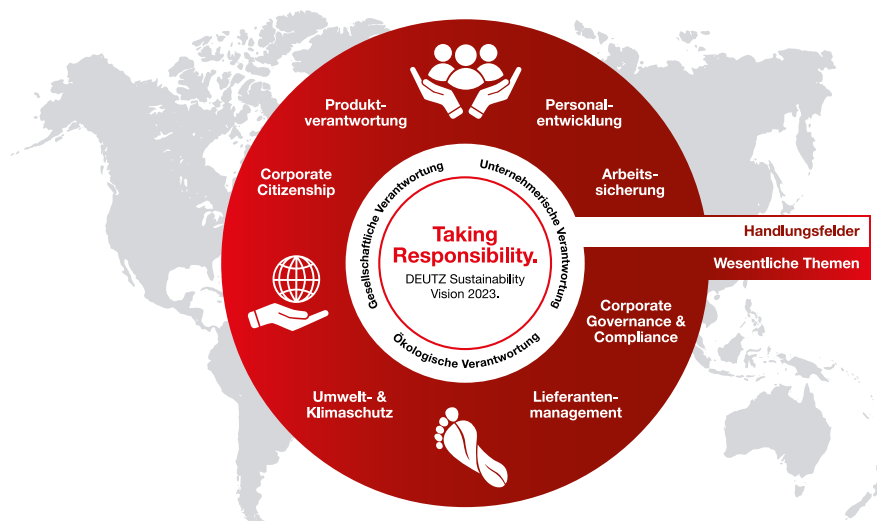 Produkt-
verantwortung
Personal-
entwicklung
Corporate
Citizenship
Arbeits-
sicherung
Gesellschaftliche Verantwortung
Unternehmerische Verantwortung
Ökologische Verantwortung
Taking
Responsibility.
DEUTZ Sustainability
Vision 2023.
Handlungsfelder
Wesentliche Themen
Corporate
Governance &
Compliance
Umwelt- &
Klimaschutz
Lieferanten-
management